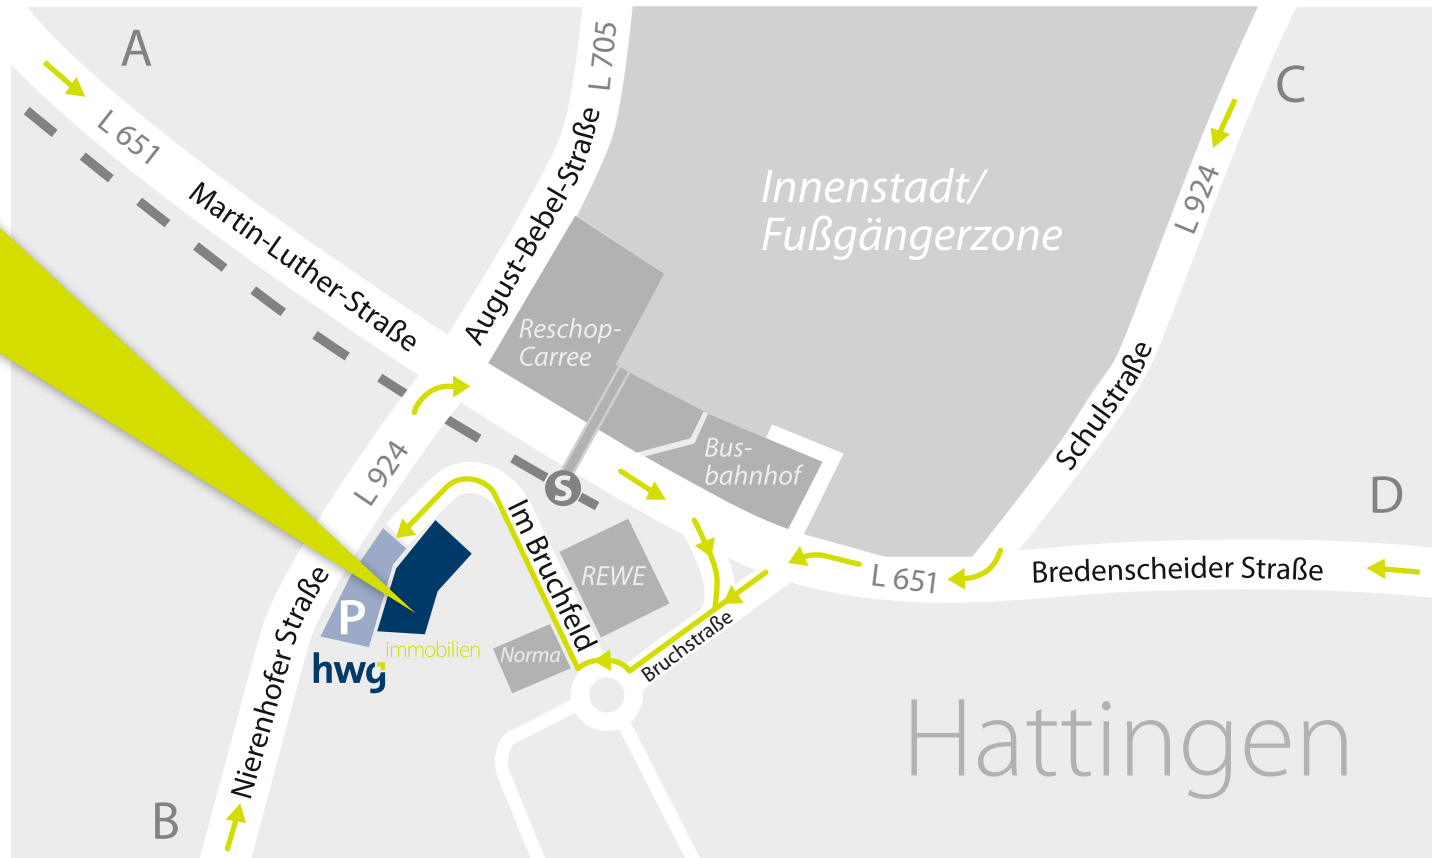 A
L 705
C
L 651
Martin-Luther-Straße
August-Bebel-Straße
Innenstadt/
Fußgängerzone
L 924
Reschop-
Carree
Schulstraße
Bus-
bahnhof
L 924
S
D
Im Bruchfeld
REWE
L 651
Bredenscheider Straße
P
Nierenhofer Straße
immobilien
hwg
Norma
Bruchstraße
Hattingen
B